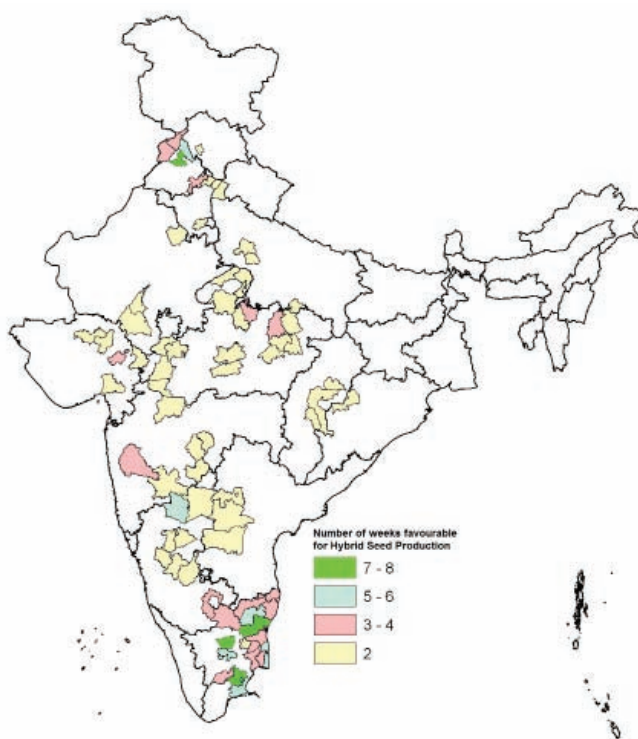 Number of weeks favourable
for Hybrid Seed Production
7 - 8
5 - 6
3 - 4
2